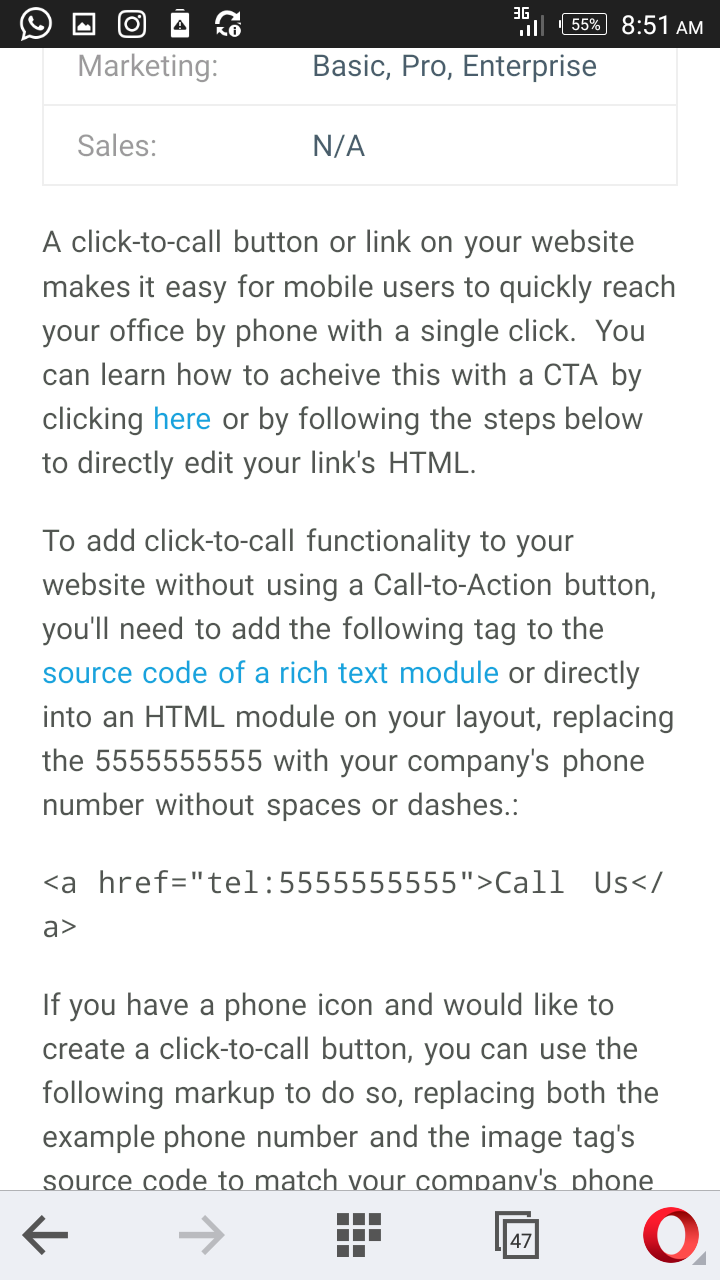 3G
55% 8:51 AM
Marketing: Basic, Pro, Enterprise
Sales: N/A
A click-to-call button or link on your website
makes it easy for mobile users to quickly reach
your office by phone with a single click.  You
can learn how to acheive this with a CTA by
clicking here or by following the steps below
to directly edit your link's HTML.
To add click-to-call functionality to your
website without using a Call-to-Action button,
you'll need to add the following tag to the
source code of a rich text module or directly
into an HTML module on your layout, replacing
the 5555555555 with your company's phone
number without spaces or dashes.:
<a href="tel:5555555555">Call Us</
a>
If you have a phone icon and would like to
create a click-to-call button, you can use the
following markup to do so, replacing both the
example phone number and the image tag's
source code to match your company's phone
47